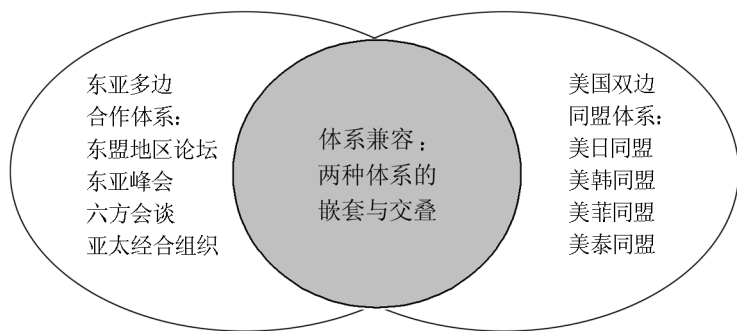 东亚多边
合作体系：
东盟地区论坛
东亚峰会
六方会谈
亚太经合组织
体系兼容：
两种体系的
嵌套与交叠
美国双边
同盟体系：
美日同盟
美韩同盟
美菲同盟
美泰同盟